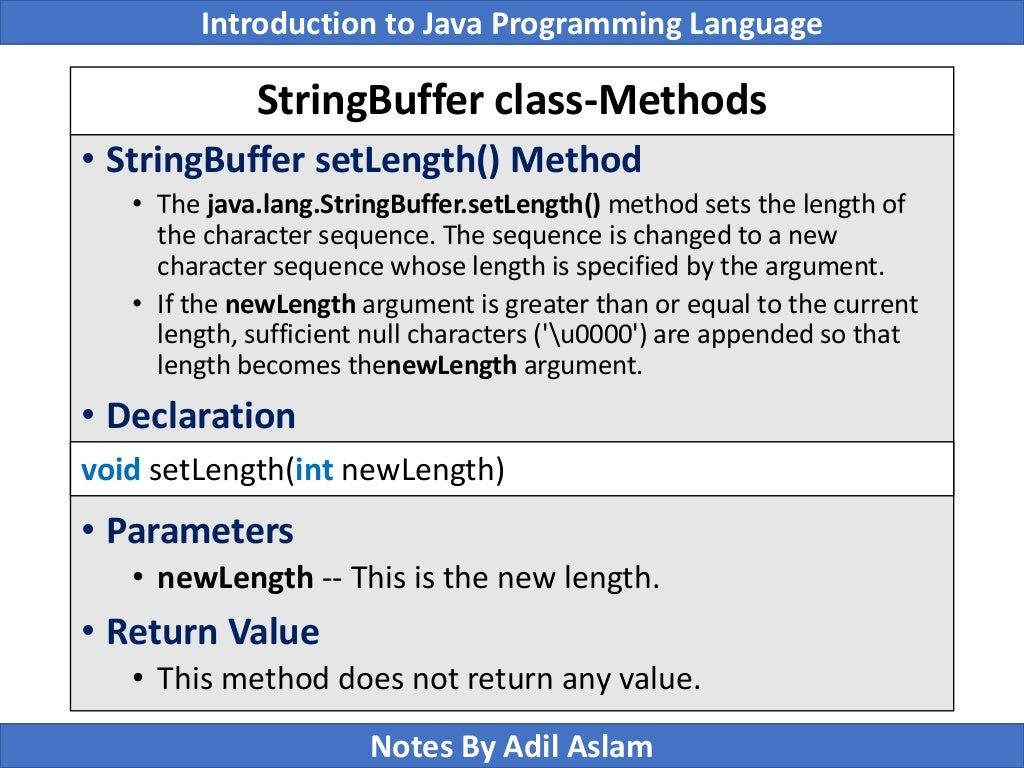 Introduction to Java Programming Language
StringBuffer class-Methods
• StringBuffer setLength() Method
• The java.lang.StringBuffer.setLength() method sets the length of
the character sequence. The sequence is changed to a new
character sequence whose length is specified by the argument.
• If the newLength argument is greater than or equal to the current
length, sufficient null characters ('\u0000') are appended so that
length becomes thenewLength argument.
• Declaration
void setLength(int newLength)
• Parameters
• newLength -- This is the new length.
• Return Value
• This method does not return any value.
Notes By Adil Aslam